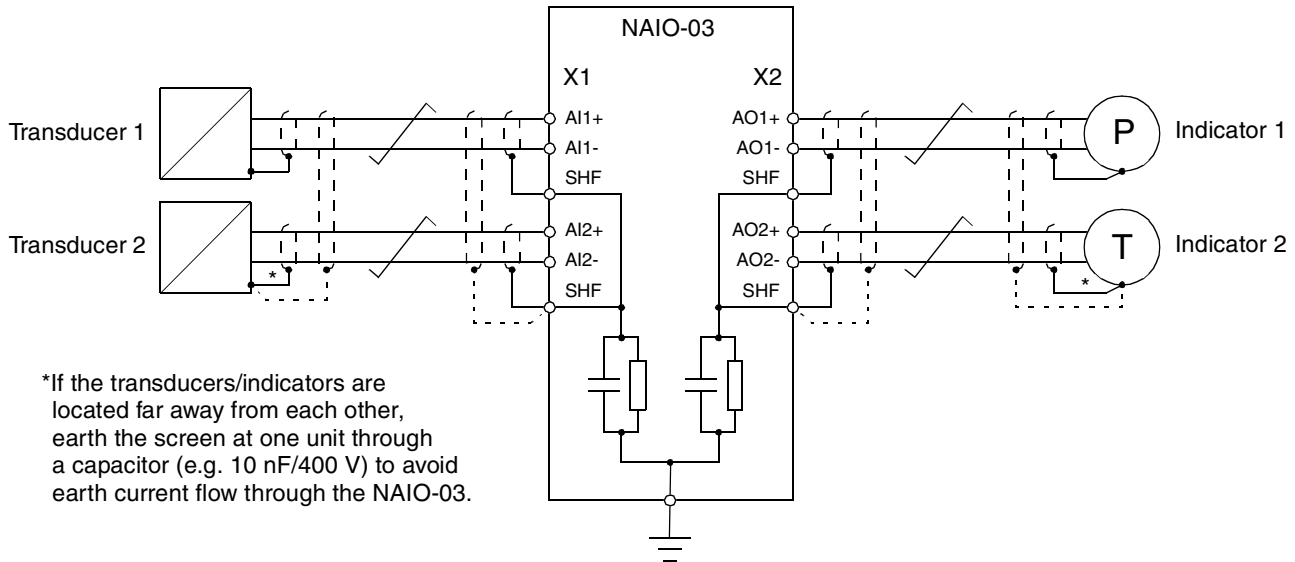 NAIO-03
X1
X2
Transducer 1
AI1+
AI1-
SHF
AO1+
AO1-
SHF
P
Indicator 1
Transducer 2
AI2+
AI2-
SHF
*
AO2+
AO2-
SHF
T
*
Indicator 2
*If the transducers/indicators are
located far away from each other,
earth the screen at one unit through
a capacitor (e.g. 10 nF/400 V) to avoid
earth current flow through the NAIO-03.